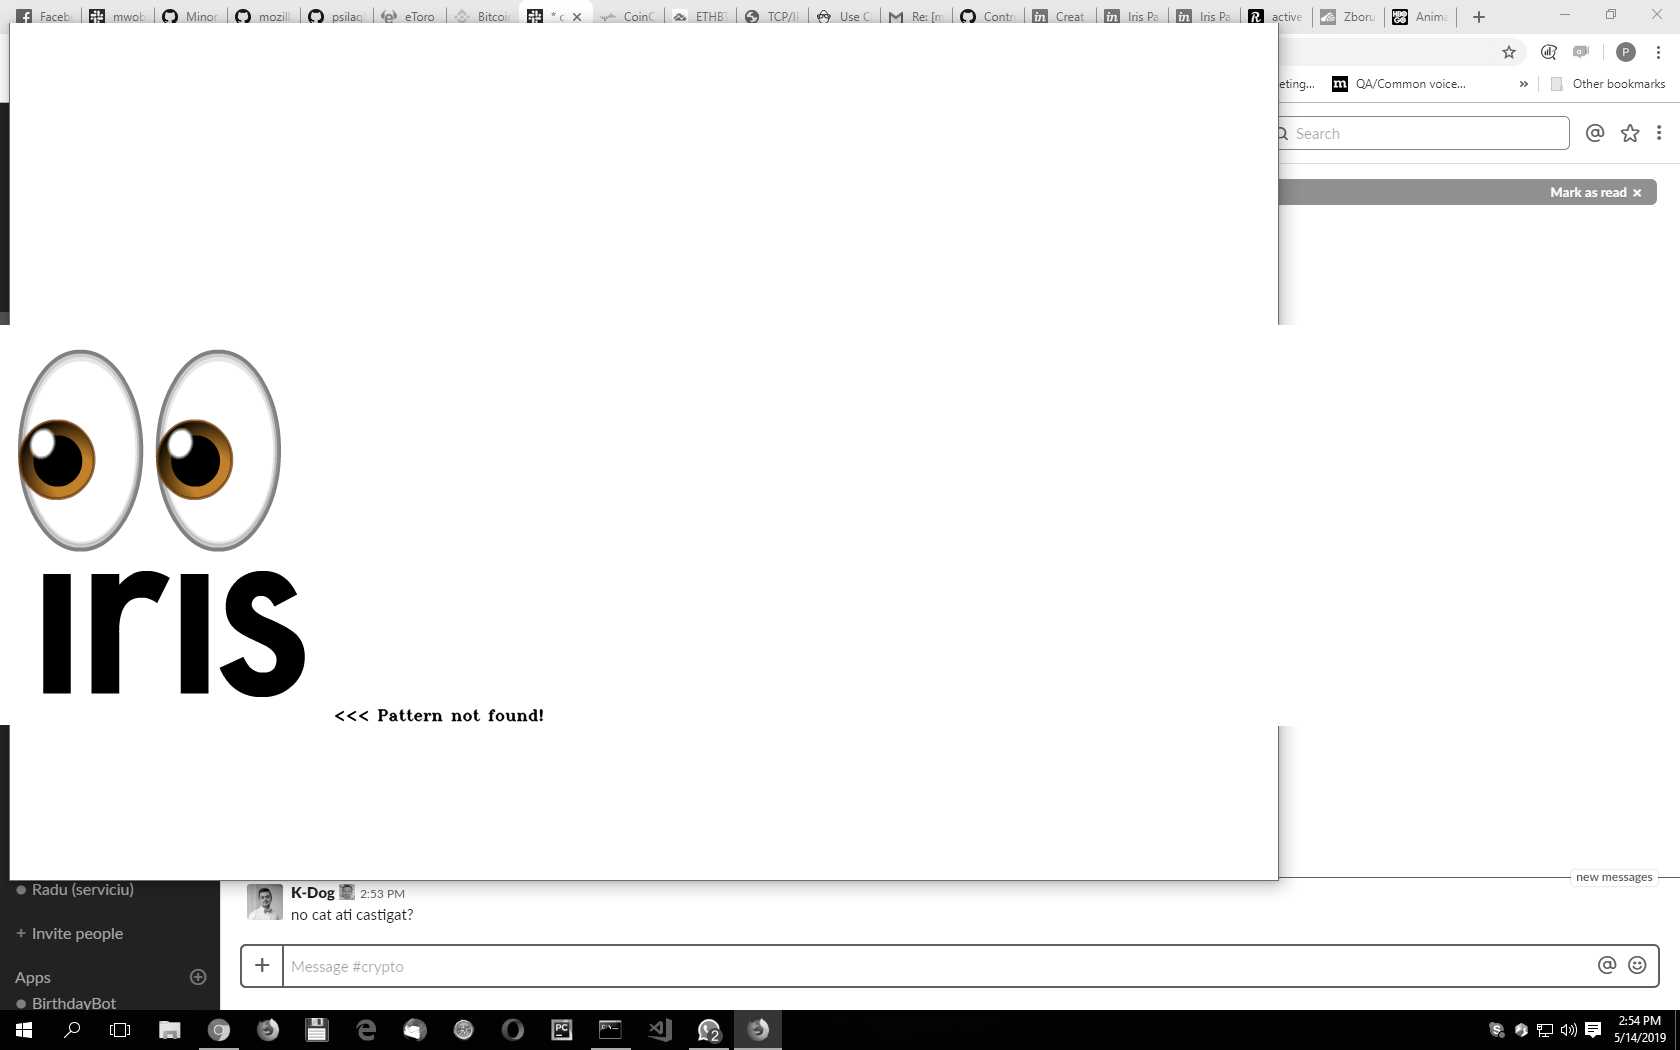 Faceb
mwob
Minor
mozill
psilaq
eToro
Bitcoi
* c
CoinC
ETHBT
TCP/I
Use C
Re: [m
Contr
Creat
Iris Pa
Iris Pa
active
Zboru
Anima
P
eting...
m QA/Common voice...
»
Other bookmarks
Search
Mark as read ×
iris
<<< Pattern not found!
new messages
Radu (serviciu)
K-Dog 2:53 PM
no cat ati castigat?
+ Invite people
Message #crypto
Apps
BirthdayBot
PC
2
2:54 PM
5/14/2019